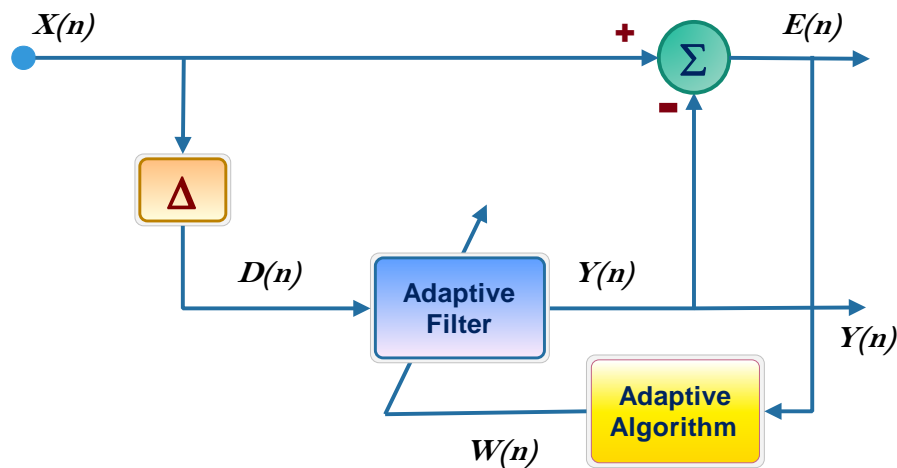 X(n)
E(n)
+
Σ
-
Δ
D(n)
Adaptive
Filter
Y(n)
Y(n)
Adaptive
Algorithm
W(n)